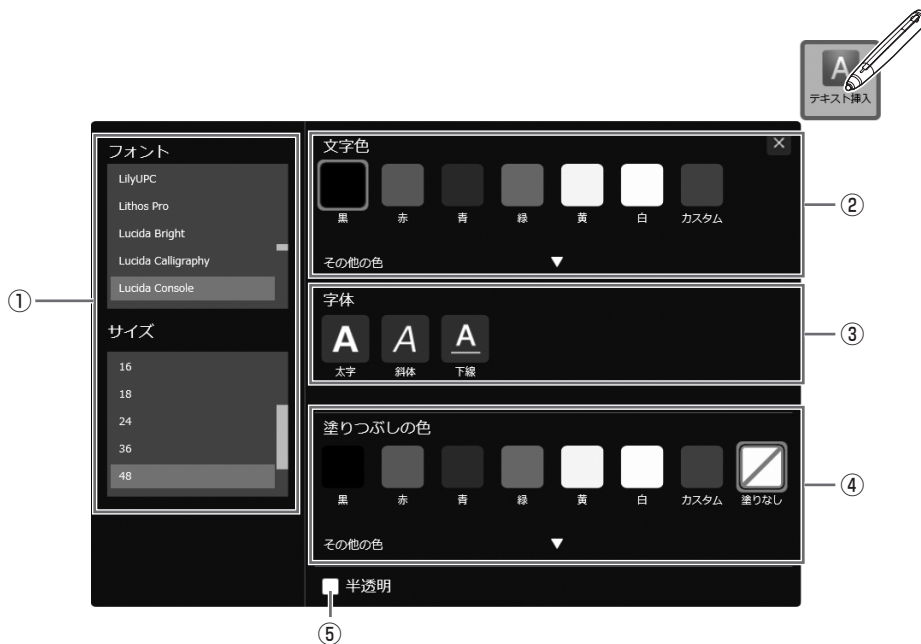 A
テキスト挿入
①
フォント
LilyUPC
Lithos Pro
Lucida Bright
Lucida Calligraphy
Lucida Console
サイズ
16
18
24
36
48
文字色
×
黒 赤 青 緑 黄 白 カスタム
その他の色 ▼
②
字体
A A A
太字 斜体 下線
③
塗りつぶしの色
黒 赤 青 緑 黄 白 カスタム 塗りなし
その他の色 ▼
④
半透明
⑤